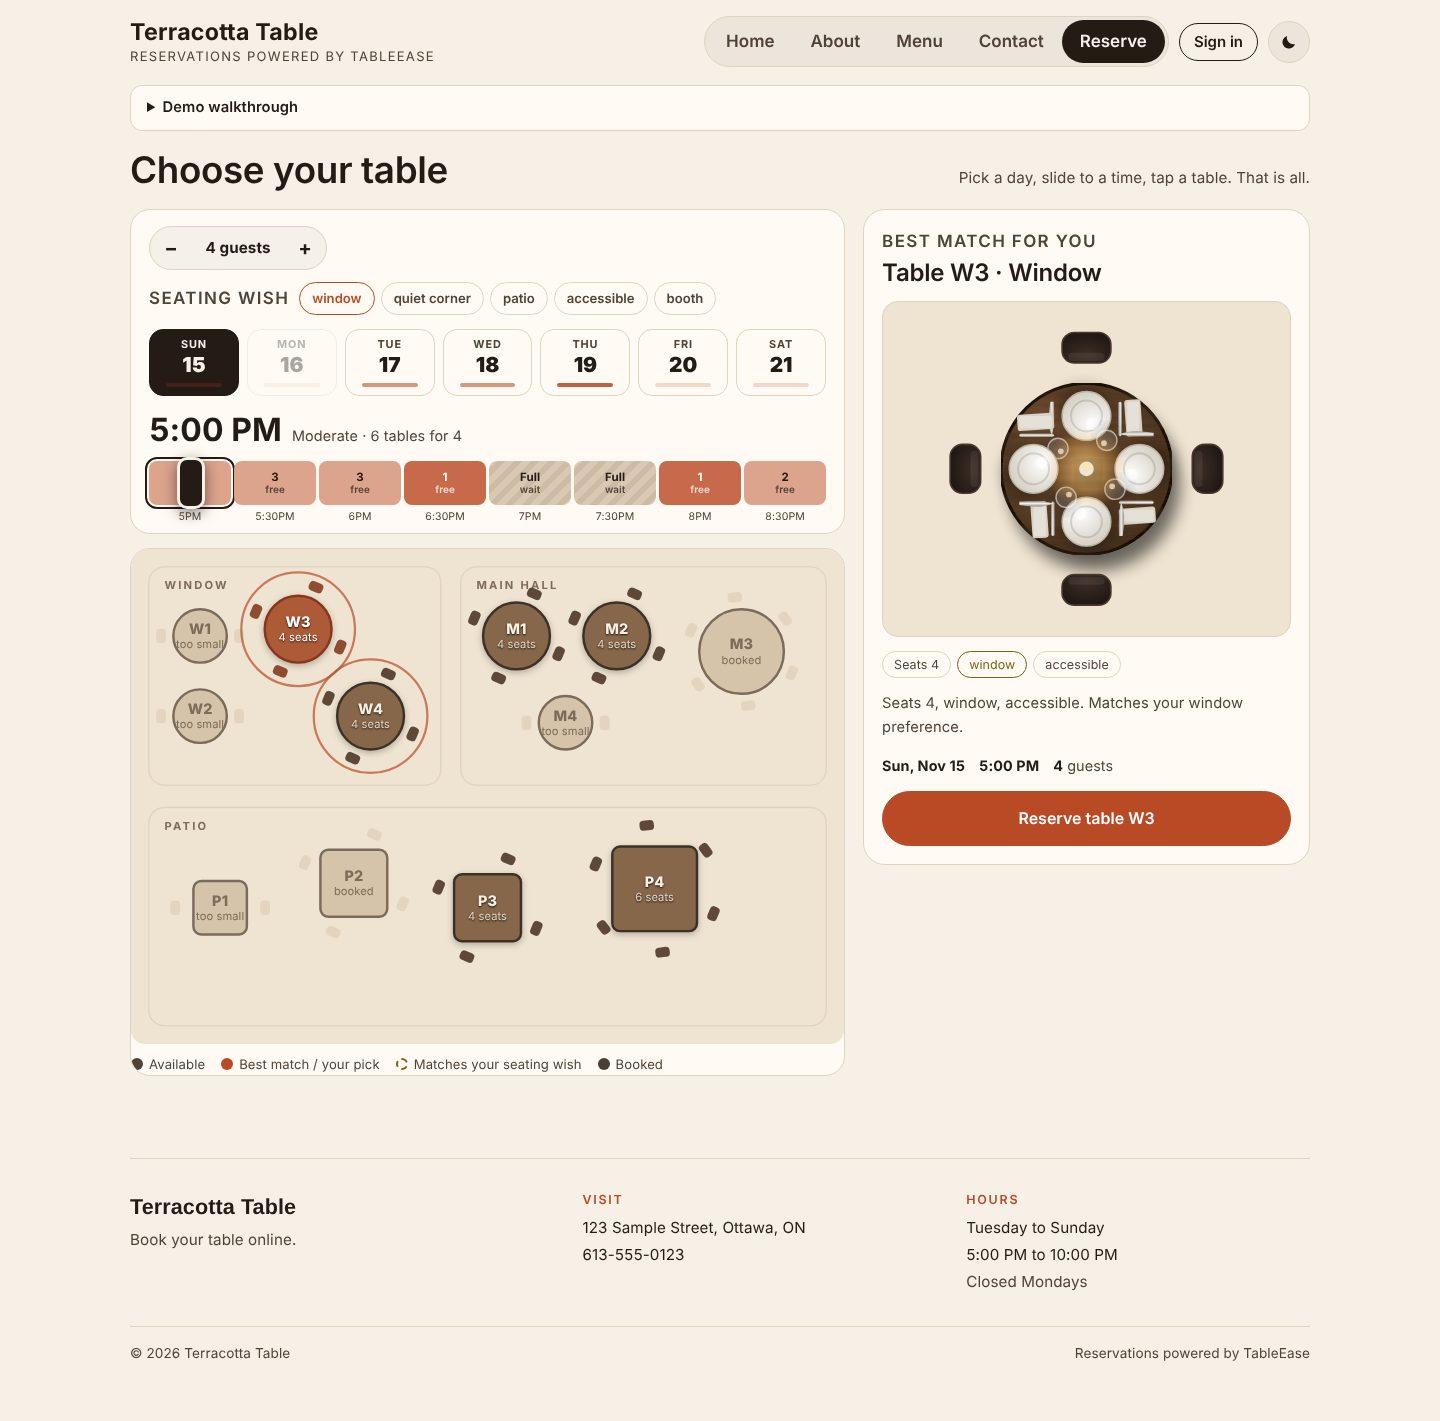 Terracotta Table
RESERVATIONS POWERED BY TABLEEASE
Home About Menu Contact Reserve Sign in
Demo walkthrough
Choose your table
Pick a day, slide to a time, tap a table. That is all.
− 4 guests +
SEATING WISH window quiet corner patio accessible booth
SUN MON TUE WED THU FRI SAT
15 16 17 18 19 20 21
5:00 PM Moderate · 6 tables for 4
3 3 1 Full Full 1 2
free free free wait wait free free
5PM 5:30PM 6PM 6:30PM 7PM 7:30PM 8PM 8:30PM
WINDOW
W1
too small
W3
4 seats
W2
too small
W4
4 seats
MAIN HALL
M1
4 seats
M2
4 seats
M3
booked
M4
too small
PATIO
P1
too small
P2
booked
P3
4 seats
P4
6 seats
Available Best match / your pick Matches your seating wish Booked
BEST MATCH FOR YOU
Table W3 · Window
Seats 4 window accessible
Seats 4, window, accessible. Matches your window
preference.
Sun, Nov 15 5:00 PM 4 guests
Reserve table W3
Terracotta Table
Book your table online.
VISIT
123 Sample Street, Ottawa, ON
613-555-0123
HOURS
Tuesday to Sunday
5:00 PM to 10:00 PM
Closed Mondays
© 2026 Terracotta Table
Reservations powered by TableEase